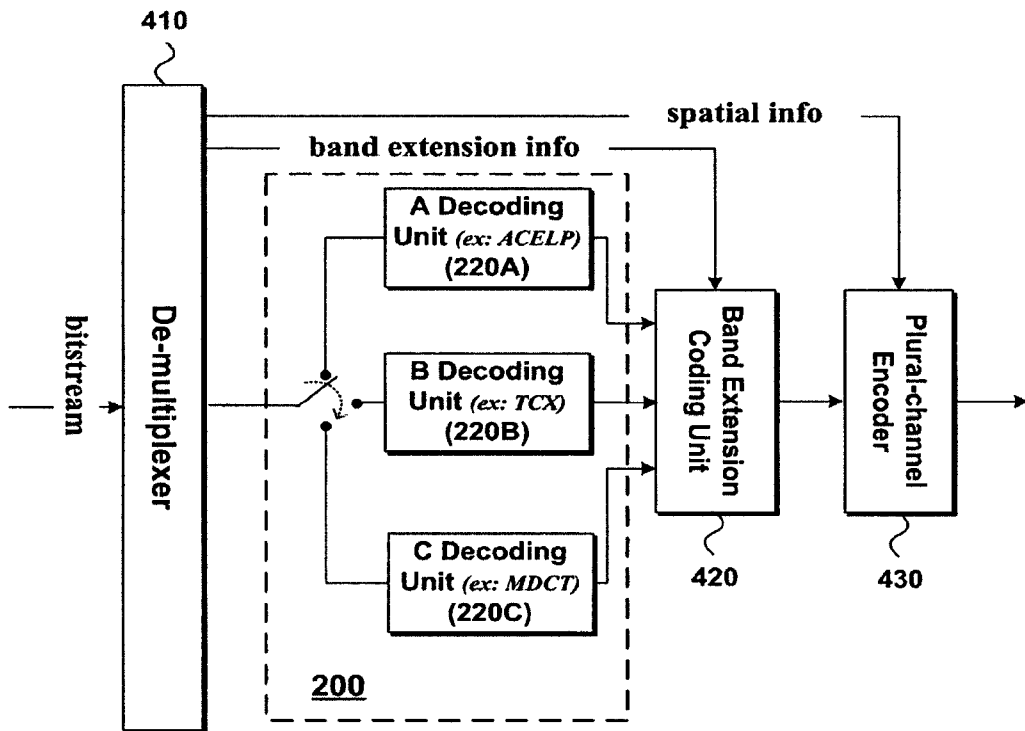 410
spatial info
band extension info
A Decoding
Unit (ex: ACELP)
(220A)
bitstream
De-multiplexer
B Decoding
Unit (ex: TCX)
(220B)
C Decoding
Unit (ex: MDCT)
(220C)
200
Band Extension
Coding Unit
420
Plural-channel
Encoder
430